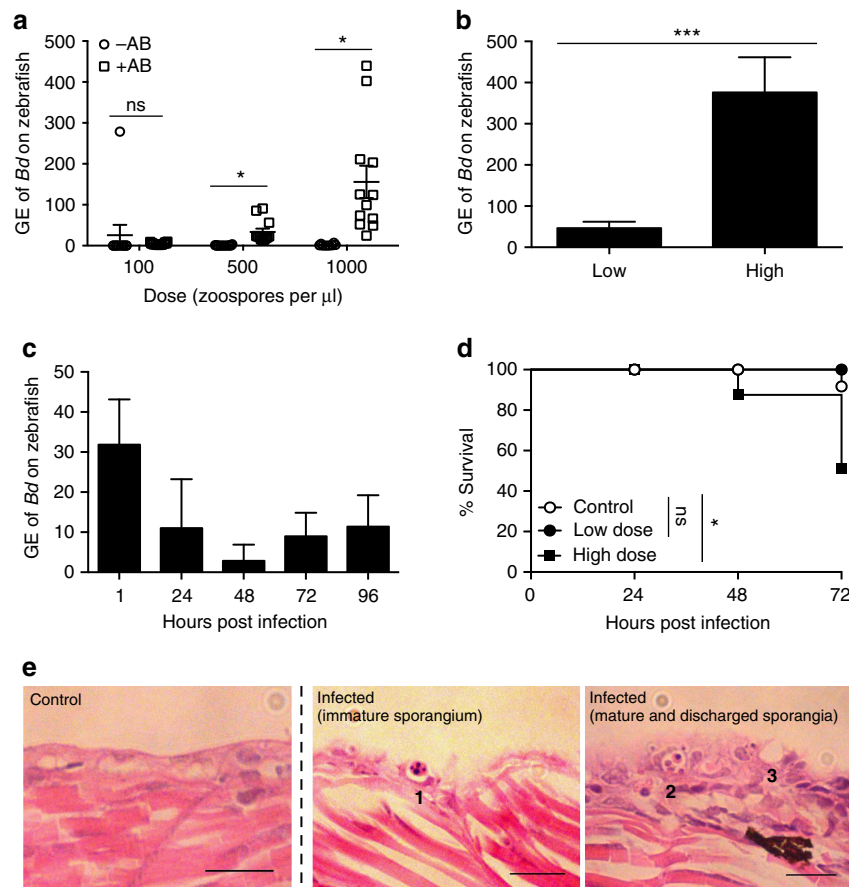 a
GE of Bd on zebrafish
500
400
300
200
100
0
–AB
+AB
ns
*
*
100 500 1000
Dose (zoospores per µl)
b
GE of Bd on zebrafish
500
400
300
200
100
0
***
Low High
c
GE of Bd on zebrafish
50
40
30
20
10
0
1 24 48 72 96
Hours post infection
d
% Survival
100
80
60
40
20
0
Control
Low dose
High dose
ns
*
0 24 48 72
Hours post infection
e
Control
Infected
(immature sporangium)
1
Infected
(mature and discharged sporangia)
2
3